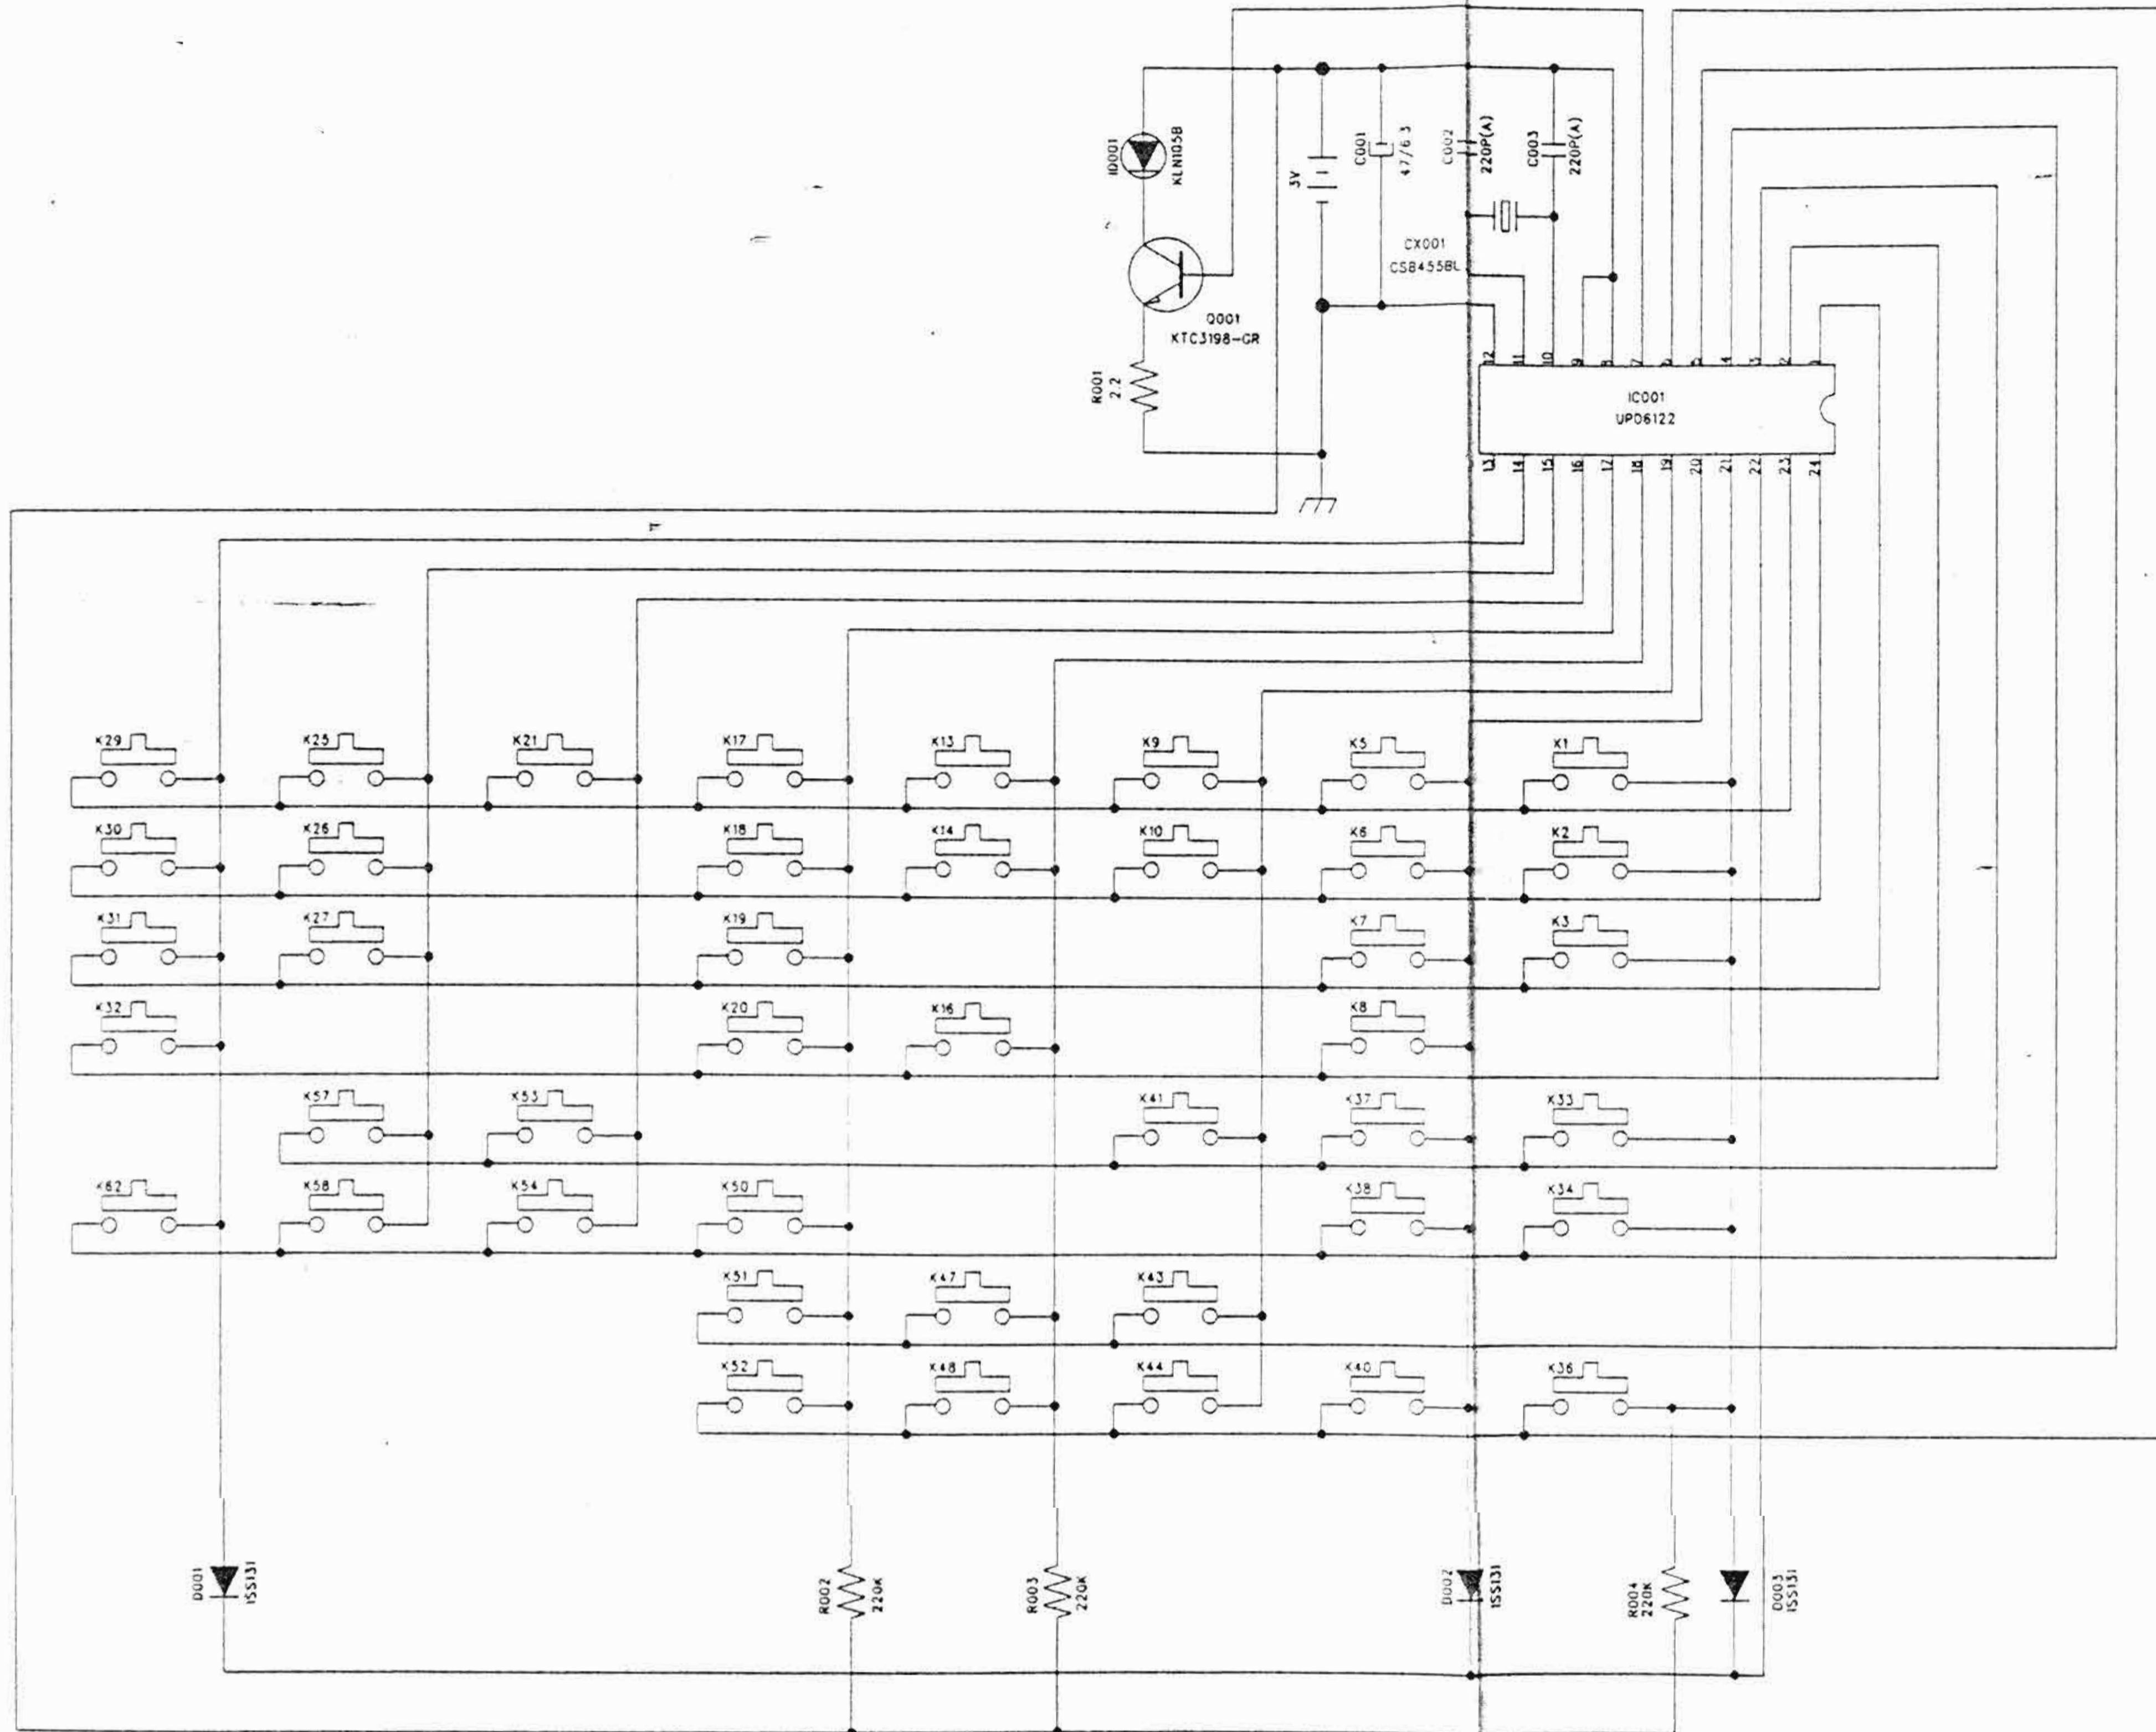 ID001
KLN105B
3V
C001
47/6.3
C002
220P(A)
C003
220P(A)
CX001
CSB455BL
Q001
KTC3198-GR
R001
2.2
12 11 10 9 8 7 6 5 4 3 2 1
IC001
UPD6122
13 14 15 16 17 18 19 20 21 22 23 24
K29 K25 K21 K17 K13 K9 K5 K1
K30 K26 K18 K14 K10 K6 K2
K31 K27 K19 K7 K3
K32 K20 K16 K8
K57 K53 K41 K37 K33
K62 K58 K54 K50 K38 K34
K51 K47 K43
K52 K48 K44 K40 K36
D001
1SS131
R002
220K
R003
220K
D002
1SS131
R004
220K
D003
1SS131